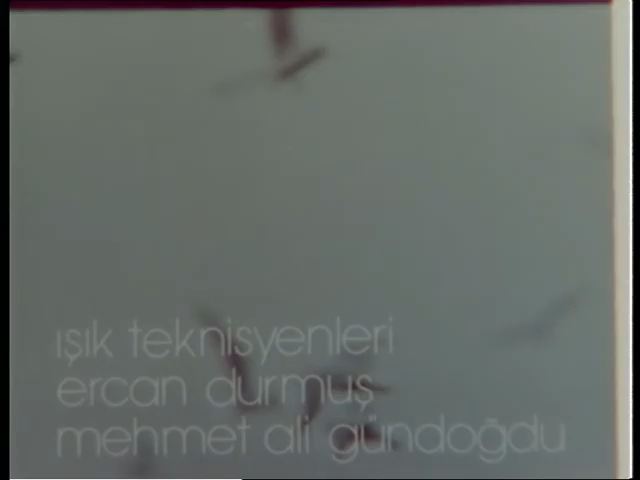 ışık teknisyenleri
ercan durmuş
mehmet ali gündoğdu